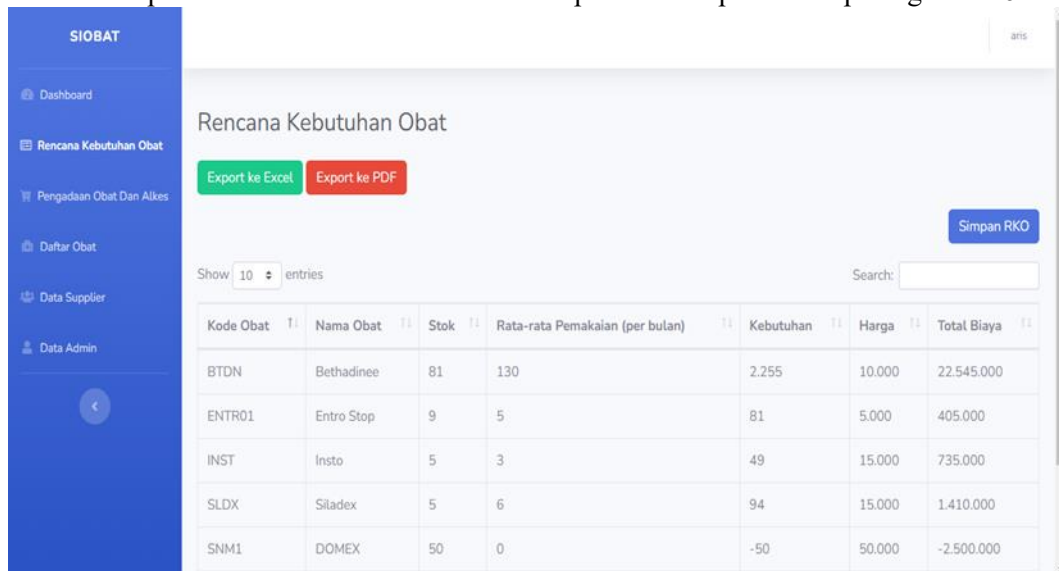 SIOBAT
aris
Dashboard
Rencana Kebutuhan Obat
Pengadaan Obat Dan Alkes
Daftar Obat
Data Supplier
Data Admin
Rencana Kebutuhan Obat
Export ke Excel Export ke PDF
Simpan RKO
Show 10 entries Search:
Kode Obat Nama Obat Stok Rata-rata Pemakaian (per bulan) Kebutuhan Harga Total Biaya
BTDN Bethadinee 81 130 2.255 10.000 22.545.000
ENTR01 Entro Stop 9 5 81 5.000 405.000
INST Insto 5 3 49 15.000 735.000
SLDX Siladex 5 6 94 15.000 1.410.000
SNM1 DOMEX 50 0 -50 50.000 -2.500.000